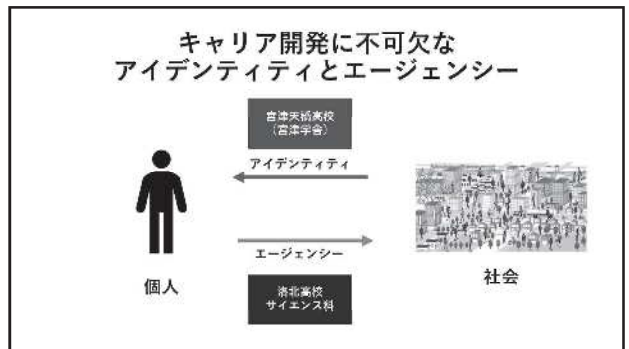 キャリア開発に不可欠な
アイデンティティとエージェンシー
宮津天橋高校
（宮津学舎）
アイデンティティ
エージェンシー
個人
社会
洛北高校
サイエンス科